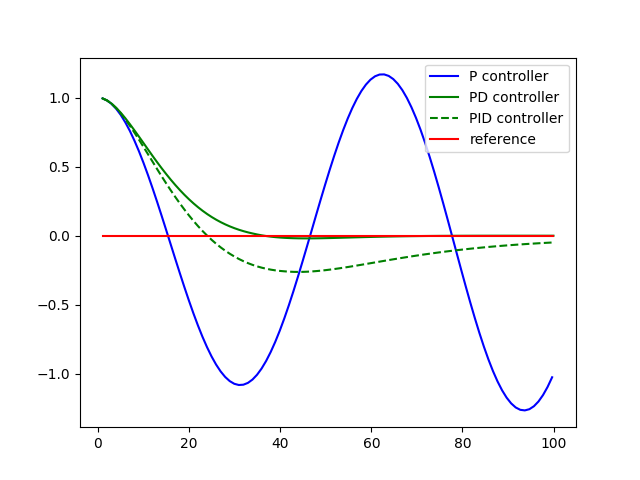 P controller
PD controller
PID controller
reference
1.0
0.5
0.0
−0.5
−1.0
0 20 40 60 80 100